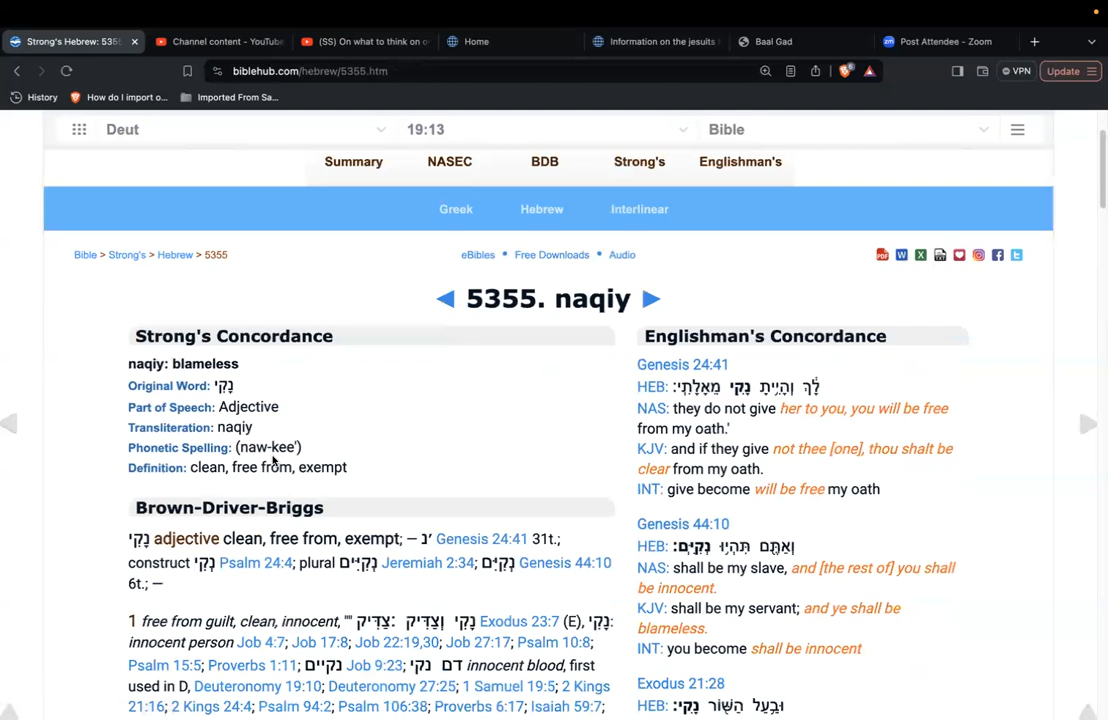 Strong's Hebrew: 535
Channel content - YouTube
(SS) On what to think on o
Home
Information on the jesuits t
Baal Gad
Post Attendee - Zoom
biblehub.com/hebrew/5355.htm
6
VPN
Update
History
How do I import o...
Imported From Sa...
Deut 19:13 Bible
Summary NASEC BDB Strong's Englishman's
Greek Hebrew Interlinear
Bible > Strong's > Hebrew > 5355
eBibles • Free Downloads • Audio
5355. naqiy
Strong's Concordance
naqiy: blameless
Original Word: נָקִי
Part of Speech: Adjective
Transliteration: naqiy
Phonetic Spelling: (naw-kee')
Definition: clean, free from, exempt
Brown-Driver-Briggs
נָקִי adjective clean, free from, exempt; — נ׳ Genesis 24:41 31t.;
construct נְקִי Psalm 24:4; plural נְקִיִּים Jeremiah 2:34; נְקִיִּם Genesis 44:10
6t.; —
1 free from guilt, clean, innocent, "" צַדִּיק: נָקִי וְצַדִּיק Exodus 23:7 (E), נָקִי:
innocent person Job 4:7; Job 17:8; Job 22:19,30; Job 27:17; Psalm 10:8;
Psalm 15:5; Proverbs 1:11; נקיים Job 9:23; דם נקי innocent blood, first
used in D, Deuteronomy 19:10; Deuteronomy 27:25; 1 Samuel 19:5; 2 Kings
21:16; 2 Kings 24:4; Psalm 94:2; Psalm 106:38; Proverbs 6:17; Isaiah 59:7;
Englishman's Concordance
Genesis 24:41
HEB: לָ֔ךְ וְהָיִ֥יתָ נָקִ֖י מֵאָלָתִֽי׃
NAS: they do not give her to you, you will be free
from my oath.'
KJV: and if they give not thee [one], thou shalt be
clear from my oath.
INT: give become will be free my oath
Genesis 44:10
HEB: וְאַתֶּ֖ם תִּהְי֥וּ נְקִיִּֽם׃
NAS: shall be my slave, and [the rest of] you shall
be innocent.
KJV: shall be my servant; and ye shall be
blameless.
INT: you become shall be innocent
Exodus 21:28
HEB: וּבַ֥עַל הַשּׁ֖וֹר נָקִֽי׃